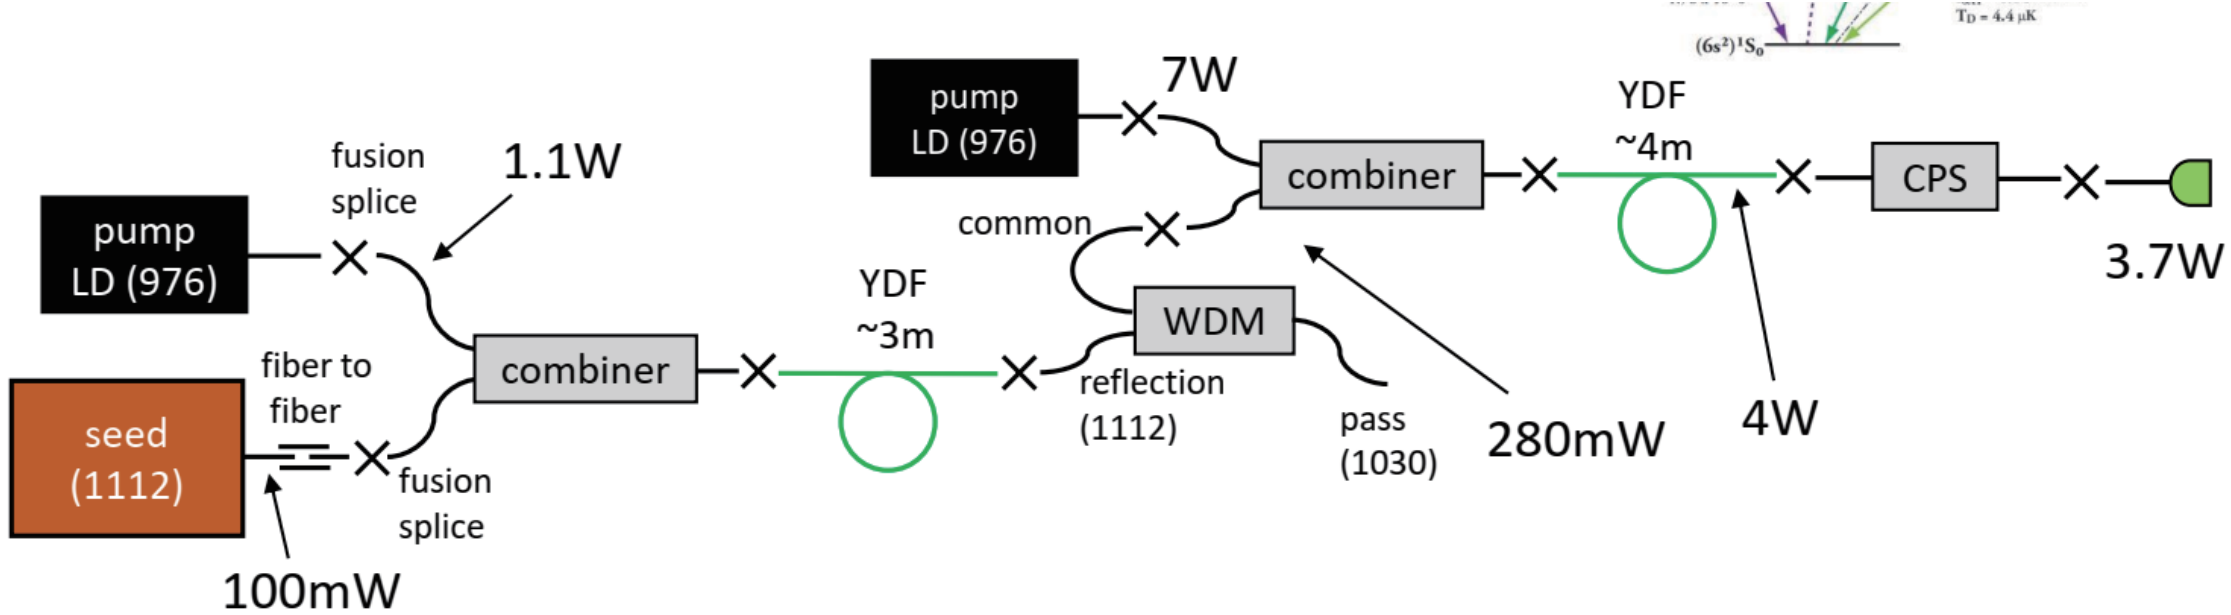 T_D = 4.4 μK
(6s²)¹S₀
pump
LD (976)
7W
YDF
~4m
combiner
CPS
3.7W
fusion
splice
1.1W
pump
LD (976)
common
YDF
~3m
WDM
fiber to
fiber
combiner
reflection
(1112)
pass
(1030)
280mW
4W
seed
(1112)
fusion
splice
100mW